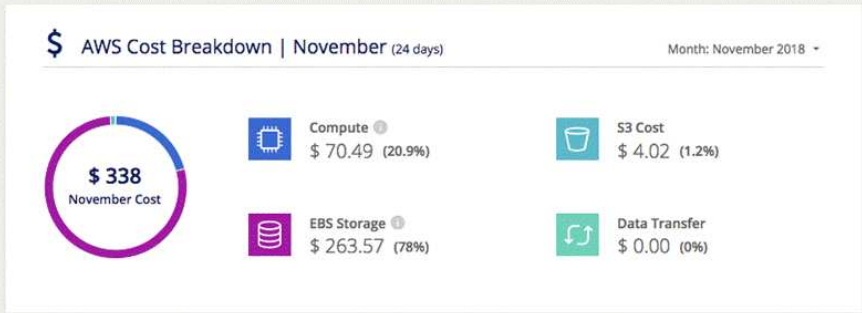 $ AWS Cost Breakdown | November (24 days)
Month: November 2018
$ 338
November Cost
Compute i
$ 70.49 (20.9%)
S3 Cost
$ 4.02 (1.2%)
EBS Storage i
$ 263.57 (78%)
Data Transfer
$ 0.00 (0%)